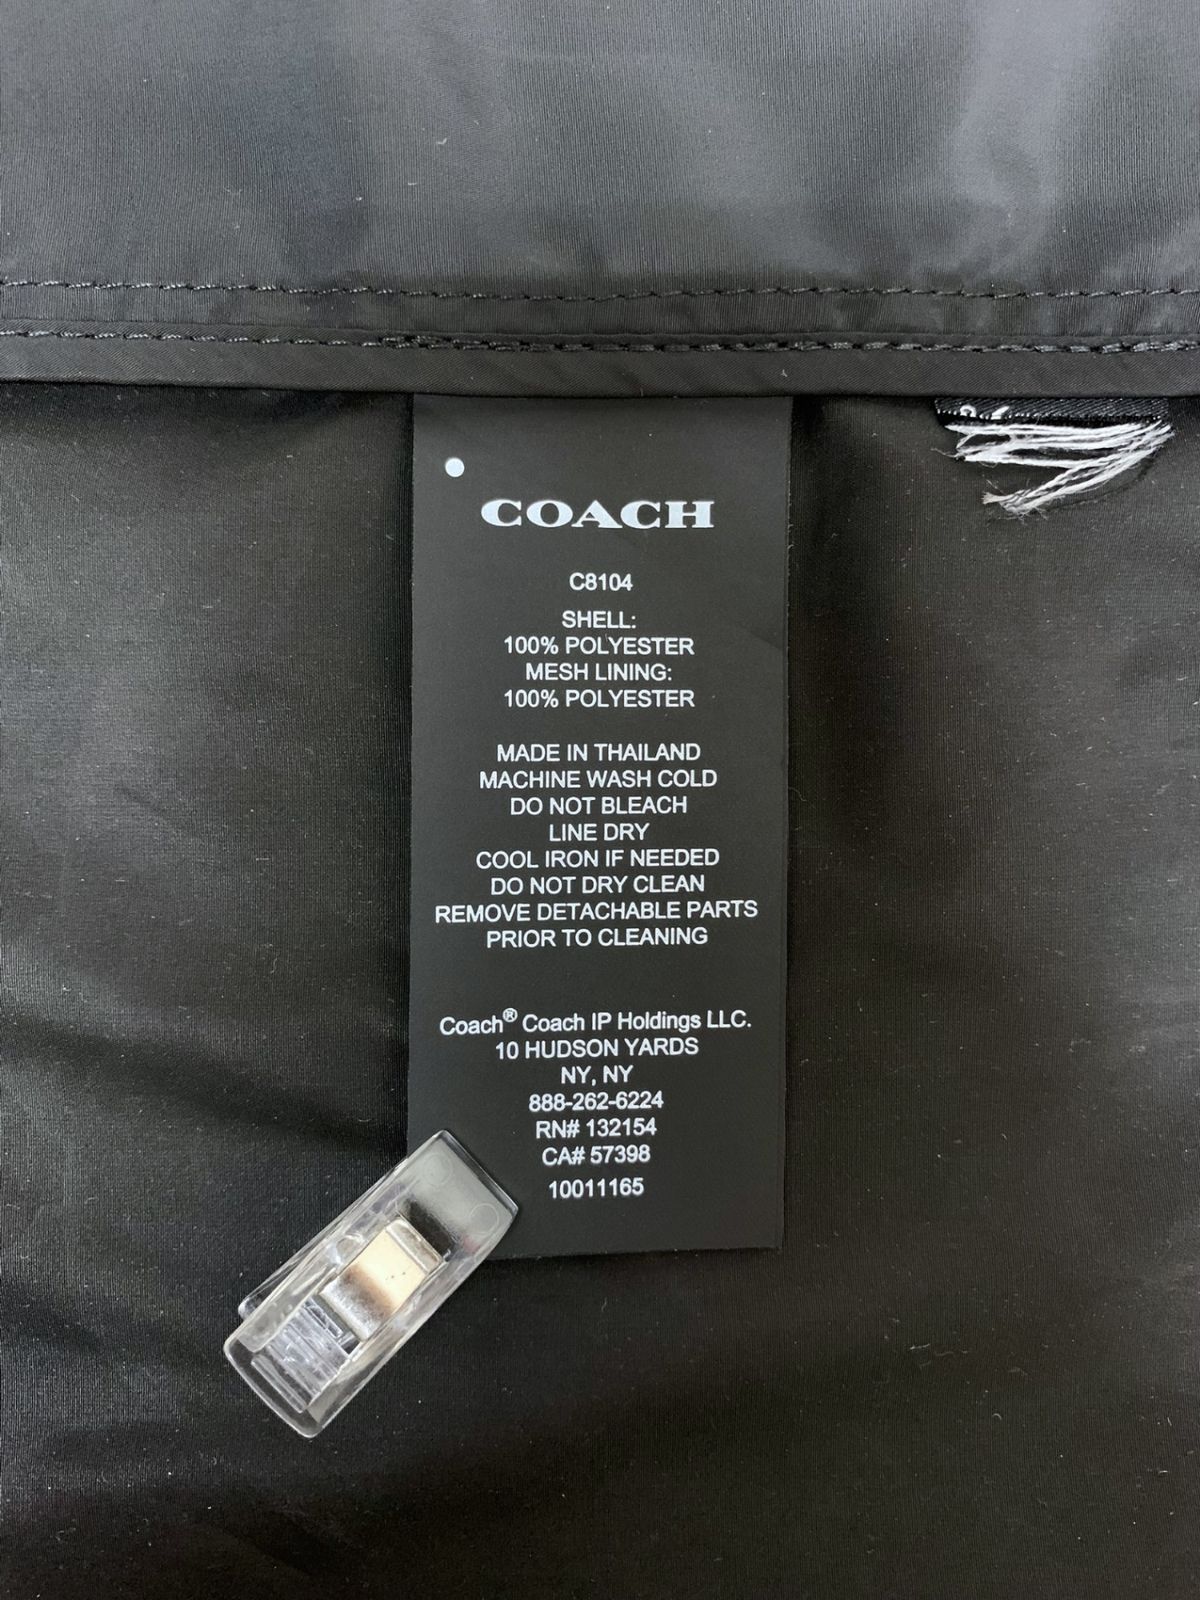 COACH
C8104
SHELL:
100% POLYESTER
MESH LINING:
100% POLYESTER
MADE IN THAILAND
MACHINE WASH COLD
DO NOT BLEACH
LINE DRY
COOL IRON IF NEEDED
DO NOT DRY CLEAN
REMOVE DETACHABLE PARTS
PRIOR TO CLEANING
Coach® Coach IP Holdings LLC.
10 HUDSON YARDS
NY, NY
888-262-6224
RN# 132154
CA# 57398
10011165